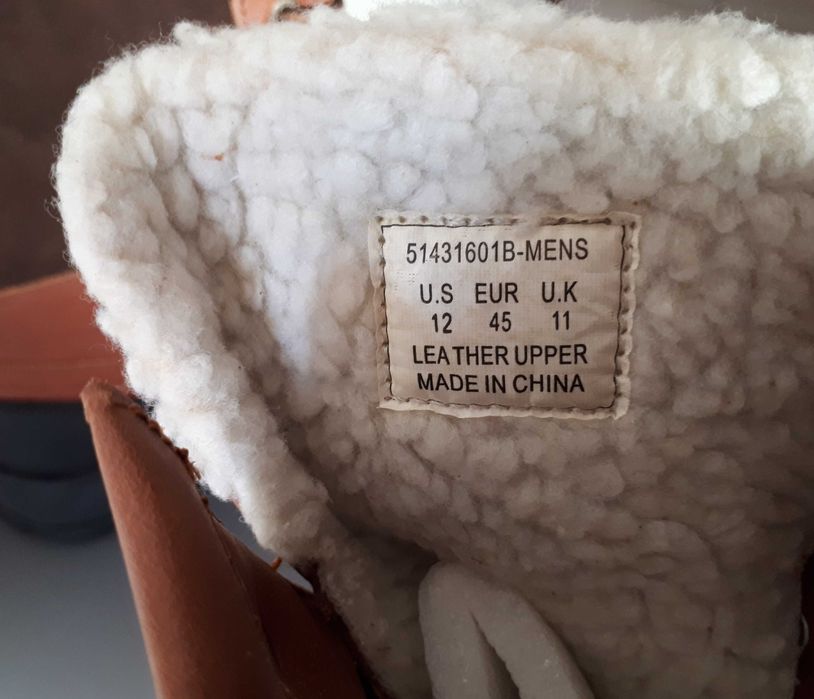 51431601B-MENS
U.S EUR U.K
12 45 11
LEATHER UPPER
MADE IN CHINA